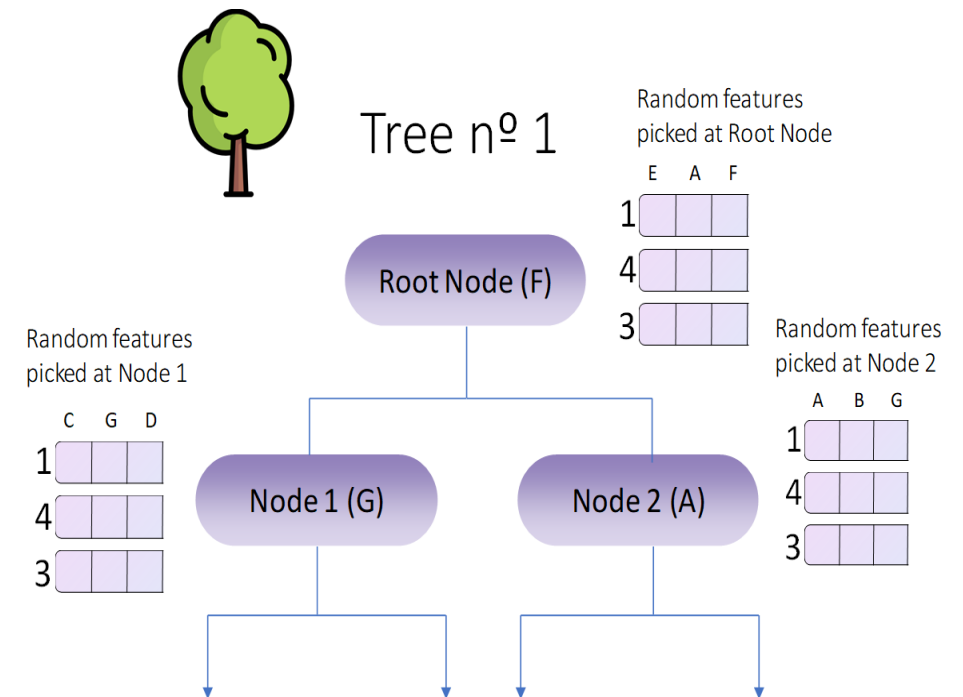 Tree nº 1
Random features
picked at Root Node
E A F
1
4
3
Root Node (F)
Random features
picked at Node 1
C G D
1
4
3
Random features
picked at Node 2
A B G
1
4
3
Node 1 (G)
Node 2 (A)